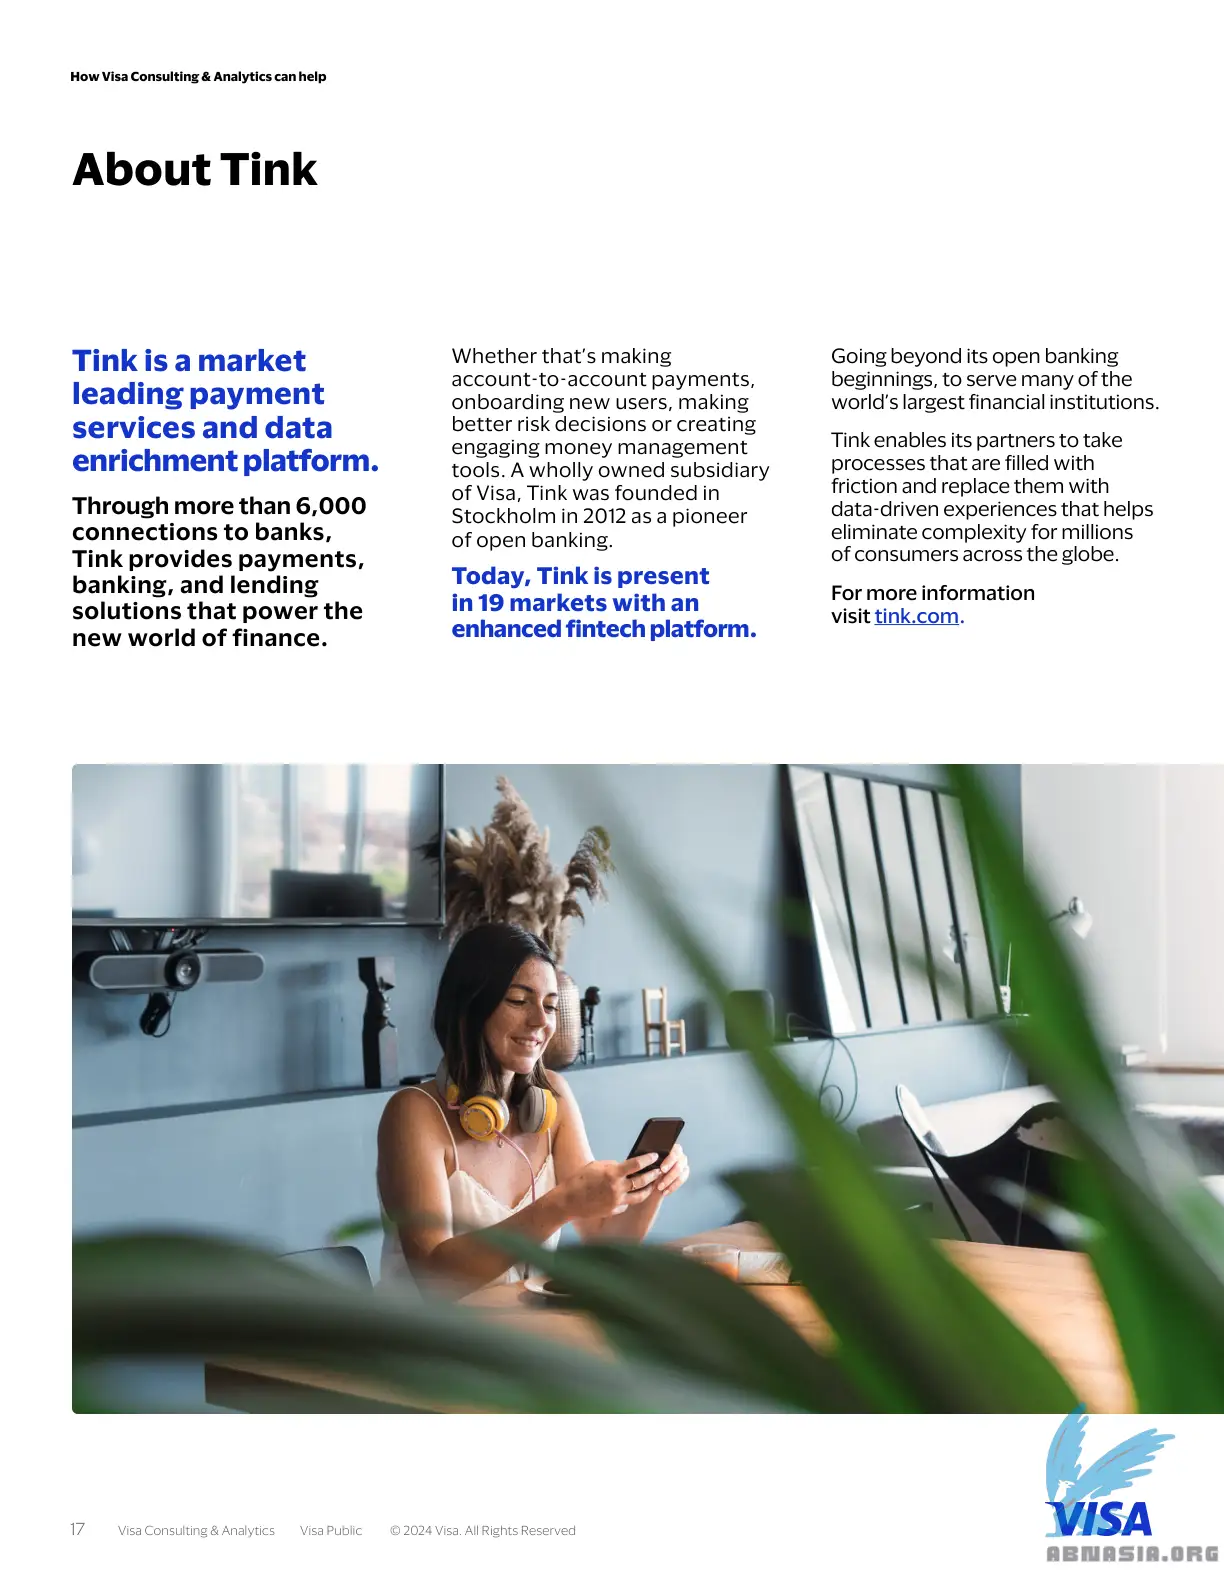 How Visa Consulting & Analytics can help
About Tink
Tink is a market
leading payment
services and data
enrichment platform.
Through more than 6,000
connections to banks,
Tink provides payments,
banking, and lending
solutions that power the
new world of finance.
Whether that's making
account-to-account payments,
onboarding new users, making
better risk decisions or creating
engaging money management
tools. A wholly owned subsidiary
of Visa, Tink was founded in
Stockholm in 2012 as a pioneer
of open banking.
Today, Tink is present
in 19 markets with an
enhanced fintech platform.
Going beyond its open banking
beginnings, to serve many of the
world's largest financial institutions.
Tink enables its partners to take
processes that are filled with
friction and replace them with
data-driven experiences that helps
eliminate complexity for millions
of consumers across the globe.
For more information
visit tink.com.
17 Visa Consulting & Analytics Visa Public © 2024 Visa. All Rights Reserved
VISA
ABNASIA.ORG